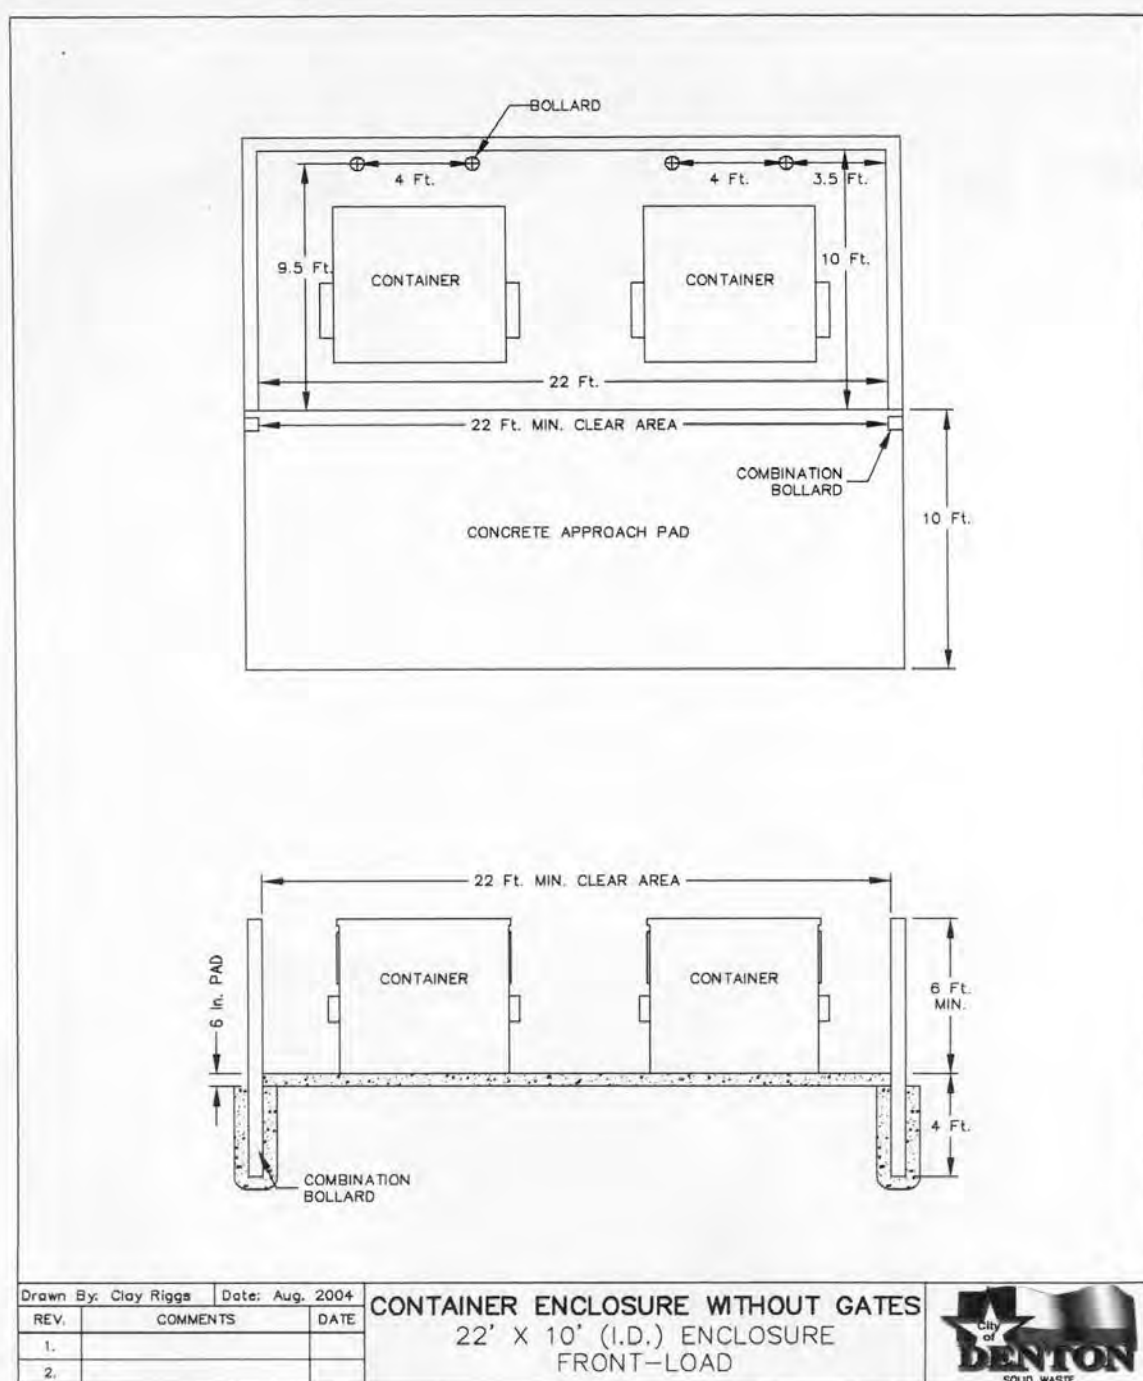 BOLLARD
4 Ft.
4 Ft.
3.5 Ft.
9.5 Ft.
CONTAINER
CONTAINER
10 Ft.
22 Ft.
22 Ft. MIN. CLEAR AREA
COMBINATION
BOLLARD
10 Ft.
CONCRETE APPROACH PAD
22 Ft. MIN. CLEAR AREA
6 In. PAD
CONTAINER
CONTAINER
6 Ft.
MIN.
4 Ft.
COMBINATION
BOLLARD
Drawn By: Clay Riggs Date: Aug. 2004
REV. COMMENTS DATE
1.
2.
CONTAINER ENCLOSURE WITHOUT GATES
22' X 10' (I.D.) ENCLOSURE
FRONT-LOAD
City
of
DENTON
SOLID WASTE